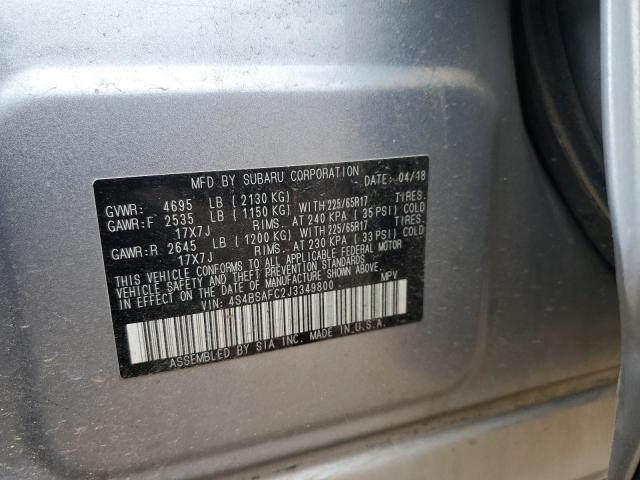 MFD BY SUBARU CORPORATION DATE: 04/18
GVWR: 4695 LB (2130 KG)
GAWR:F 2535 LB (1150 KG) WITH 225/65R17 TIRES.
17X7J RIMS. AT 240 KPA (35 PSI) COLD
GAWR:R 2645 LB (1200 KG) WITH 225/65R17 TIRES.
17X7J RIMS. AT 230 KPA (33 PSI) COLD
THIS VEHICLE CONFORMS TO ALL APPLICABLE FEDERAL MOTOR
VEHICLE SAFETY, BUMPER, AND THEFT PREVENTION STANDARDS
IN EFFECT ON THE DATE OF MANUFACTURE SHOWN ABOVE.
VIN: 4S4BSAFC2J3349800 MPV
ASSEMBLED BY SIA INC. MADE IN U.S.A.